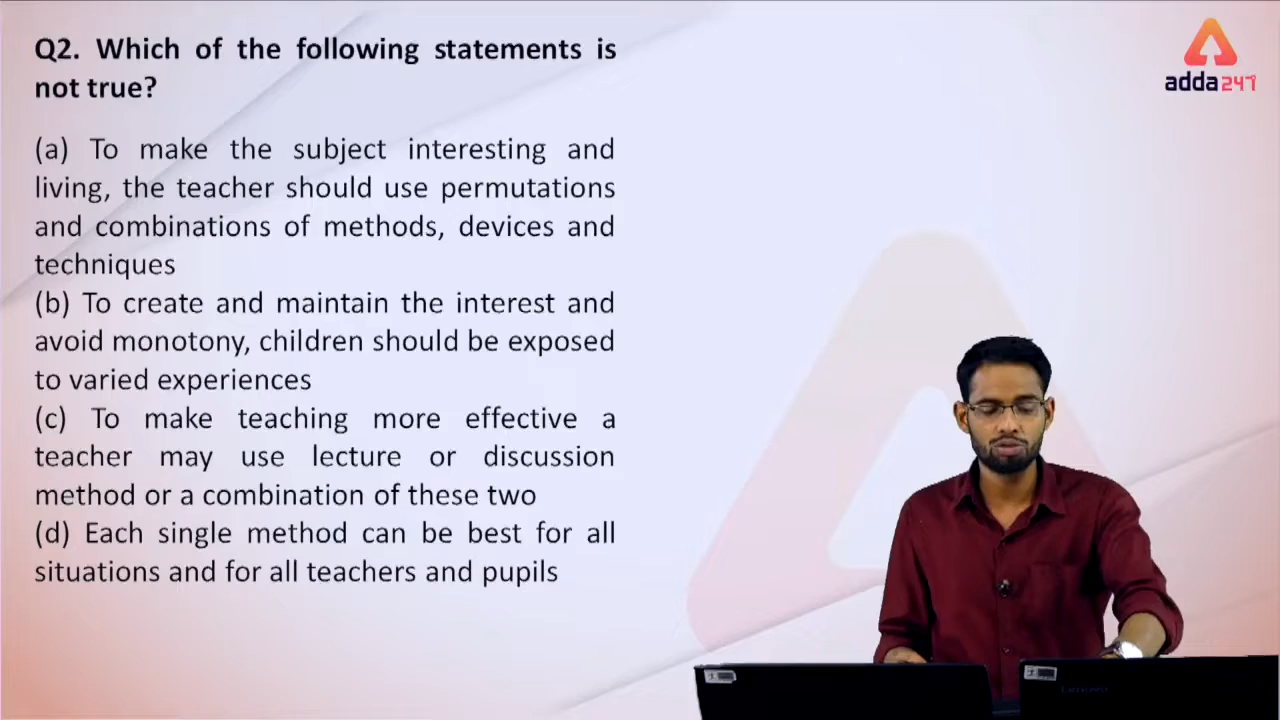 Q2. Which of the following statements is
not true?
(a) To make the subject interesting and
living, the teacher should use permutations
and combinations of methods, devices and
techniques
(b) To create and maintain the interest and
avoid monotony, children should be exposed
to varied experiences
(c) To make teaching more effective a
teacher may use lecture or discussion
method or a combination of these two
(d) Each single method can be best for all
situations and for all teachers and pupils
adda247
Lenovo